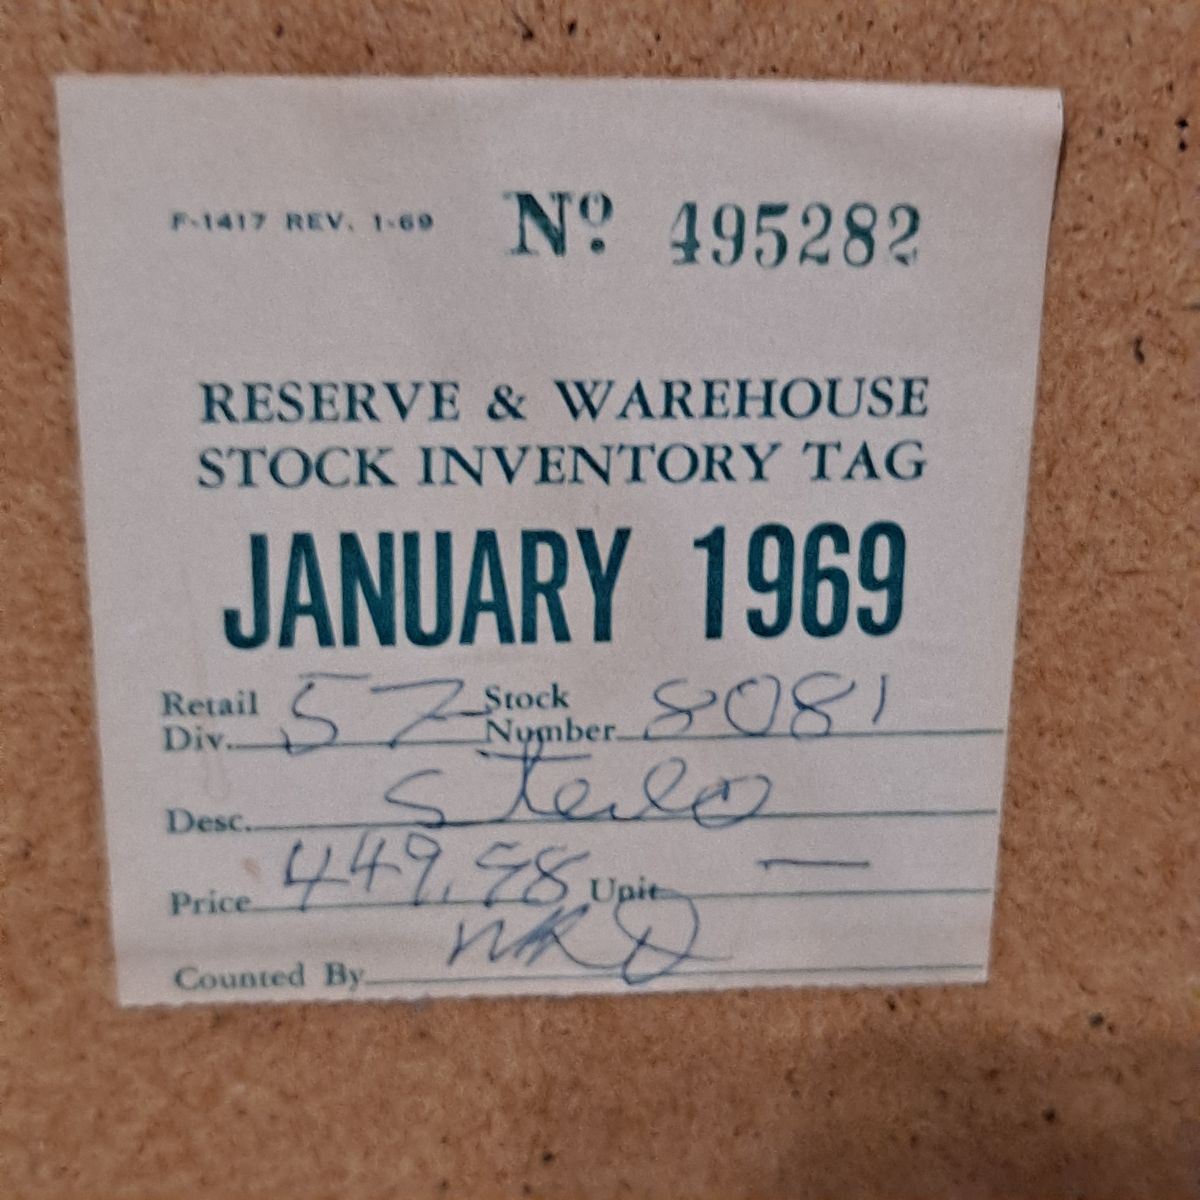 F-1417 REV. 1-69 Nº 495282
RESERVE & WAREHOUSE
STOCK INVENTORY TAG
JANUARY 1969
Retail Div. 57 Stock Number 8081
Desc. Stereo
Price 449.98 Unit —
Counted By